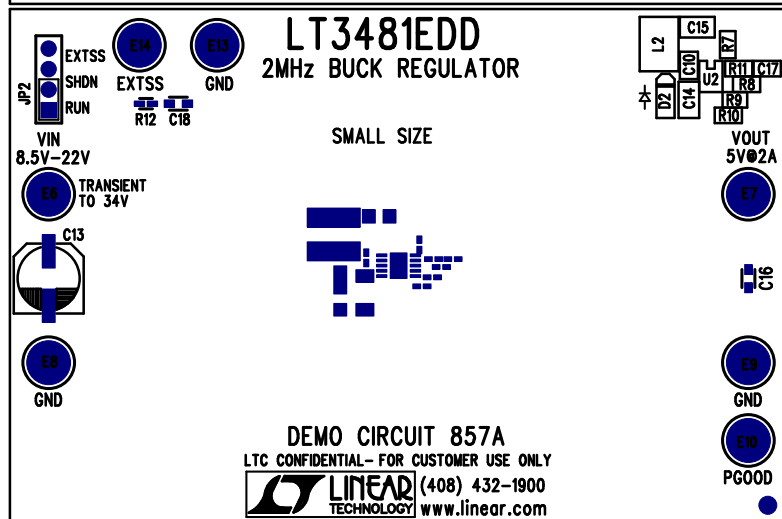 LT3481EDD
2MHz BUCK REGULATOR
SMALL SIZE
JP2
EXTSS
SHDN
RUN
E14
EXTSS
E13
GND
R12
C18
L2
C15
R7
C10
U2
R11
C17
R8
D2
C14
R9
R10
VIN
8.5V-22V
E6
TRANSIENT
TO 34V
C13
E8
GND
VOUT
5V@2A
E7
C16
E9
GND
E10
PGOOD
DEMO CIRCUIT 857A
LTC CONFIDENTIAL- FOR CUSTOMER USE ONLY
LINEAR
TECHNOLOGY
(408) 432-1900
www.linear.com